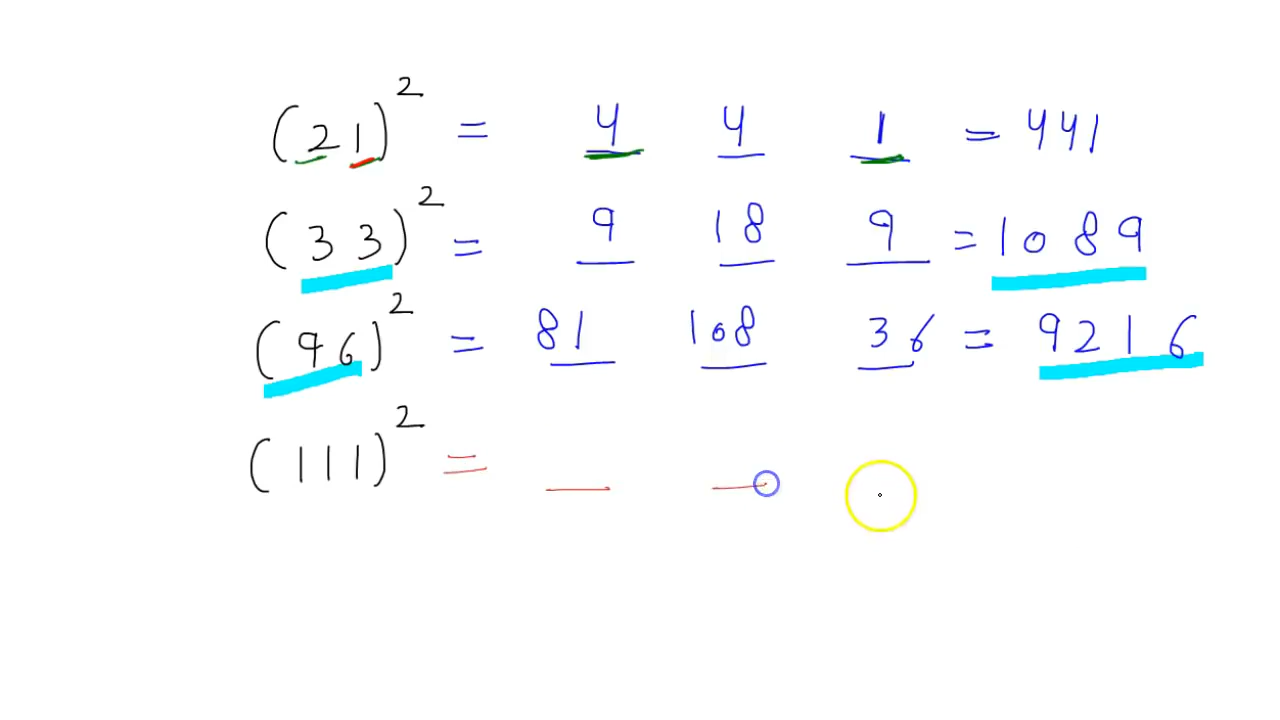 (21)² = 4 4 1 = 441
(33)² = 9 18 9 = 1089
(96)² = 81 108 36 = 9216
(111)² = _ _